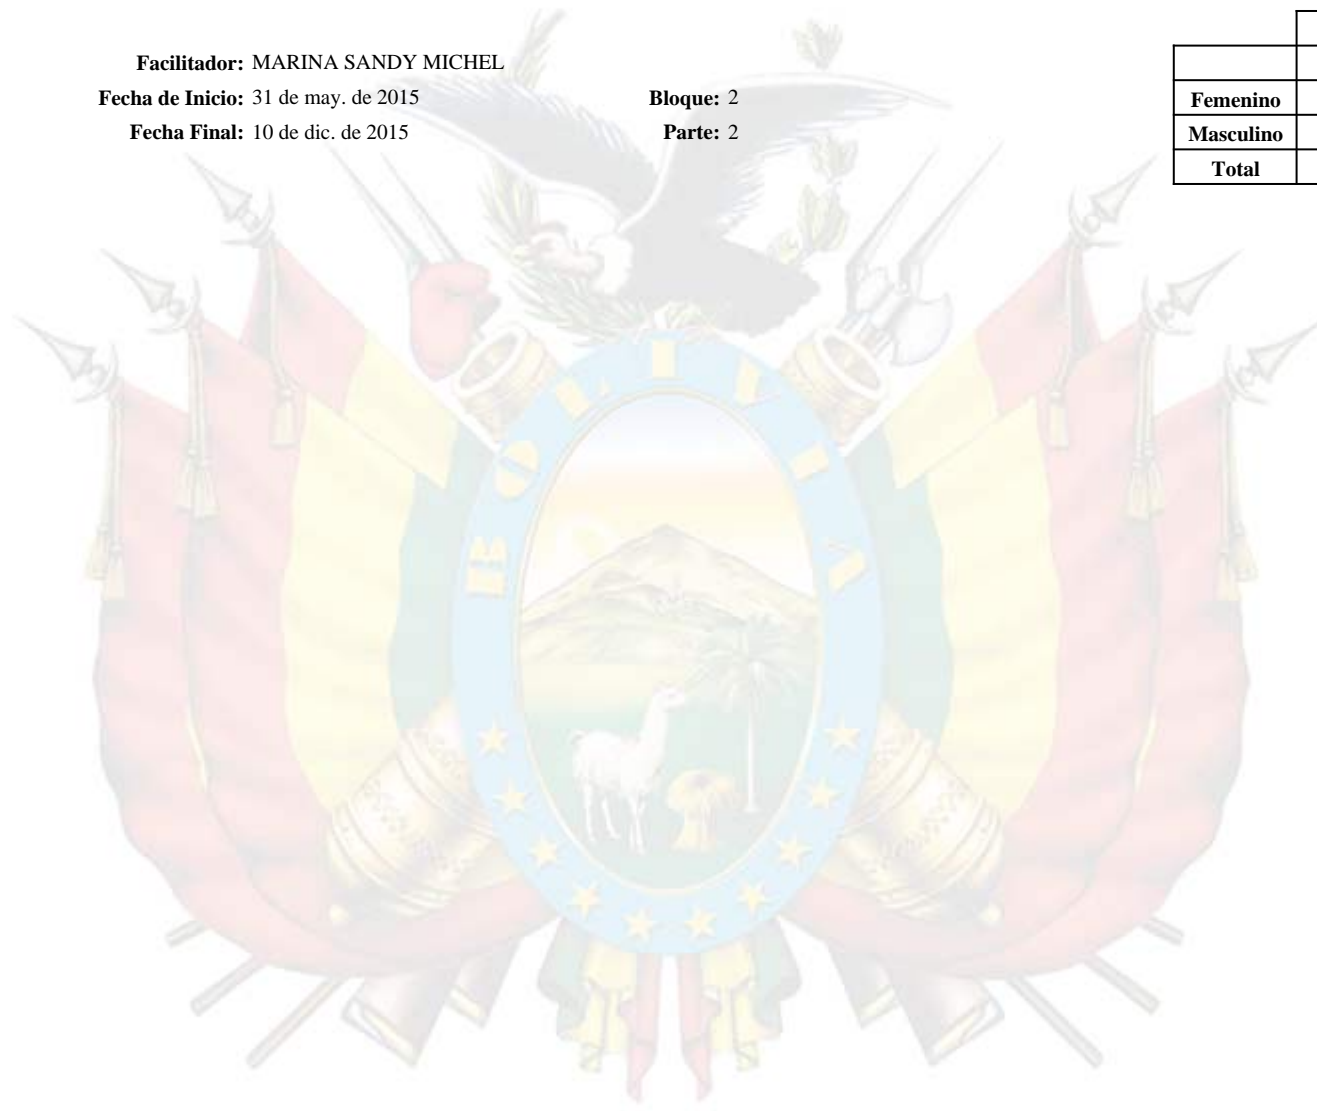 Facilitador: MARINA SANDY MICHEL
Fecha de Inicio: 31 de may. de 2015 Bloque: 2
Fecha Final: 10 de dic. de 2015 Parte: 2
Femenino
Masculino
Total
BOLIVIA